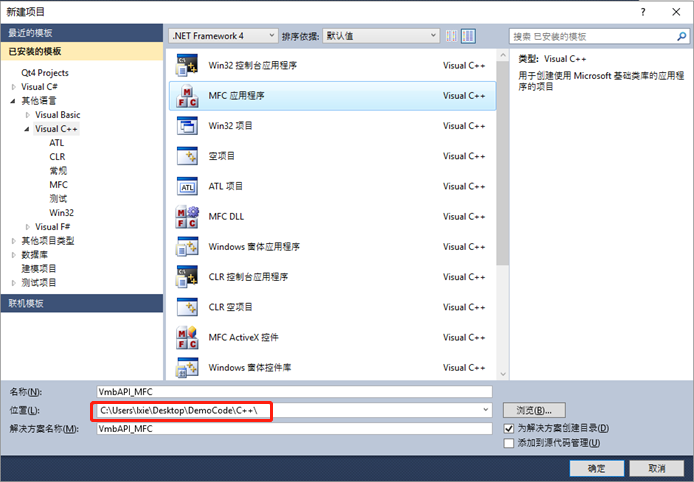 新建项目
? ×
最近的模板
.NET Framework 4 排序依据: 默认值 搜索 已安装的模板
已安装的模板
Qt4 Projects
Visual C#
其他语言
Visual Basic
Visual C++
ATL
CLR
常规
MFC
测试
Win32
Visual F#
其他项目类型
数据库
建模项目
测试项目
联机模板
Win32 控制台应用程序 Visual C++
MFC 应用程序 Visual C++
Win32 项目 Visual C++
空项目 Visual C++
ATL 项目 Visual C++
MFC DLL Visual C++
Windows 窗体应用程序 Visual C++
CLR 控制台应用程序 Visual C++
CLR 空项目 Visual C++
MFC ActiveX 控件 Visual C++
Windows 窗体控件库 Visual C++
类型: Visual C++
用于创建使用 Microsoft 基础类库的应用程
序的项目
名称(N): VmbAPI_MFC
位置(L): C:\Users\lxie\Desktop\DemoCode\C++\ 浏览(B)...
解决方案名称(M): VmbAPI_MFC
为解决方案创建目录(D)
添加到源代码管理(U)
确定 取消